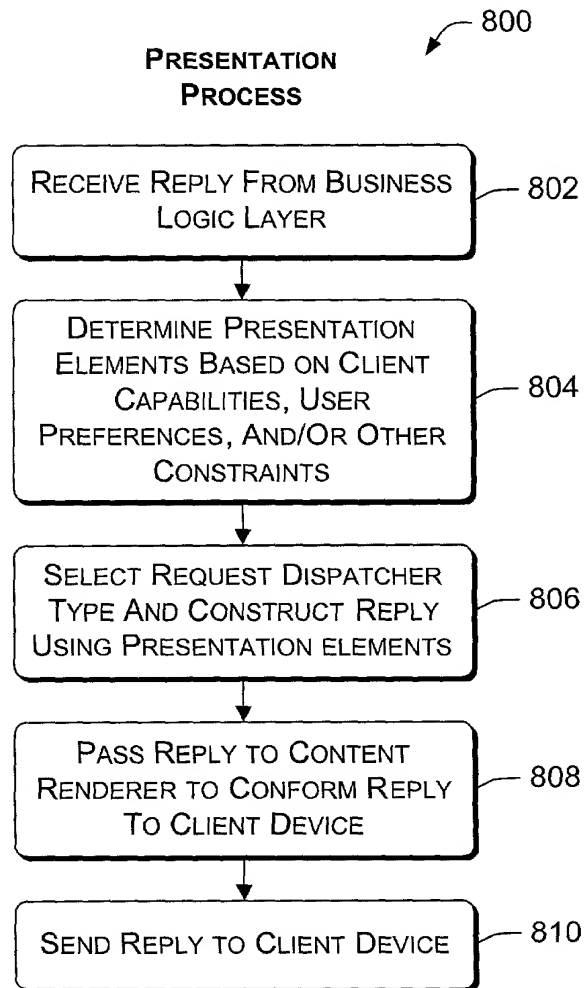 800
PRESENTATION
PROCESS
RECEIVE REPLY FROM BUSINESS
LOGIC LAYER
802
DETERMINE PRESENTATION
ELEMENTS BASED ON CLIENT
CAPABILITIES, USER
PREFERENCES, AND/OR OTHER
CONSTRAINTS
804
SELECT REQUEST DISPATCHER
TYPE AND CONSTRUCT REPLY
USING PRESENTATION ELEMENTS
806
PASS REPLY TO CONTENT
RENDERER TO CONFORM REPLY
TO CLIENT DEVICE
808
SEND REPLY TO CLIENT DEVICE
810